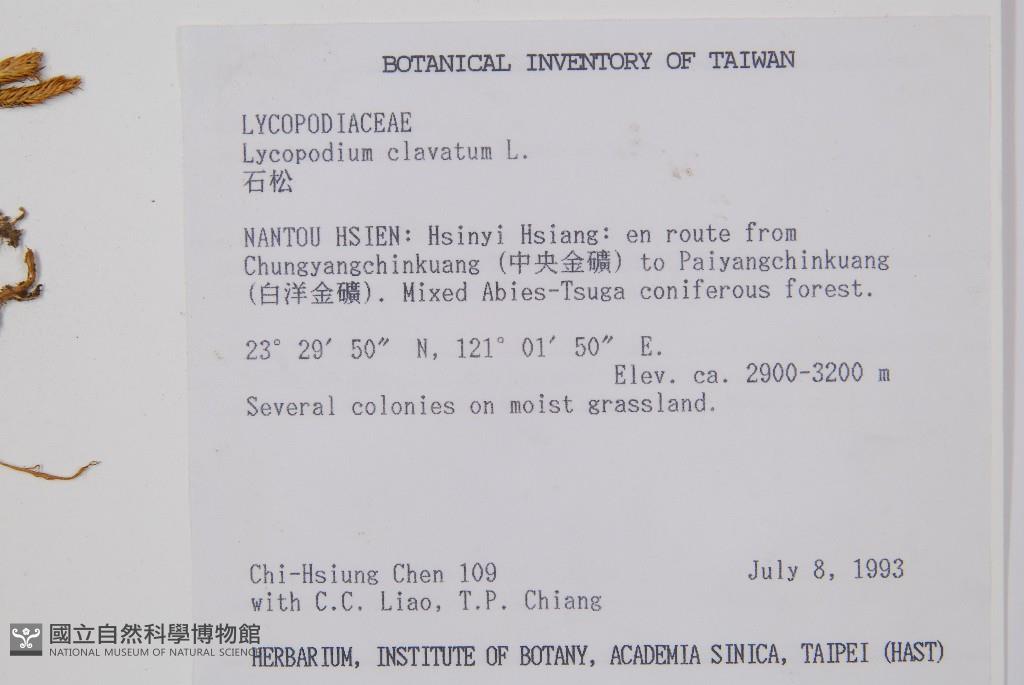 BOTANICAL INVENTORY OF TAIWAN
LYCOPODIACEAE
Lycopodium clavatum L.
石松
NANTOU HSIEN: Hsinyi Hsiang: en route from
Chungyangchinkuang (中央金礦) to Paiyangchinkuang
(白洋金礦). Mixed Abies-Tsuga coniferous forest.
23° 29′ 50″ N, 121° 01′ 50″ E.
Elev. ca. 2900-3200 m
Several colonies on moist grassland.
Chi-Hsiung Chen 109 July 8, 1993
with C.C. Liao, T.P. Chiang
國立自然科學博物館
NATIONAL MUSEUM OF NATURAL SCIENCE
HERBARIUM, INSTITUTE OF BOTANY, ACADEMIA SINICA, TAIPEI (HAST)